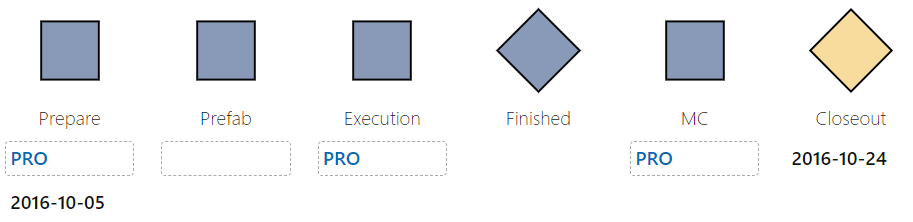 Prepare Prefab Execution Finished MC Closeout
PRO PRO PRO 2016-10-24
2016-10-05